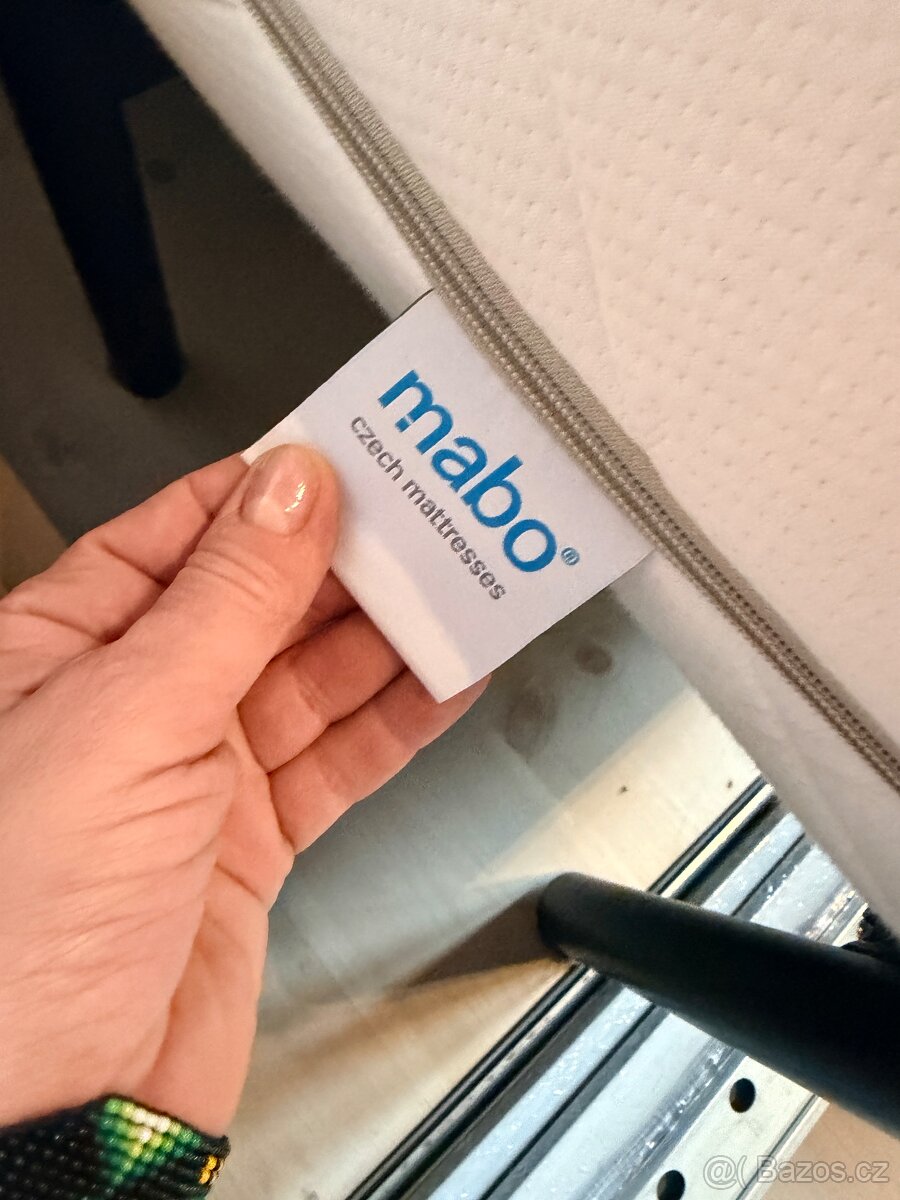 mabo®
czech mattresses
@( Bazos.cz